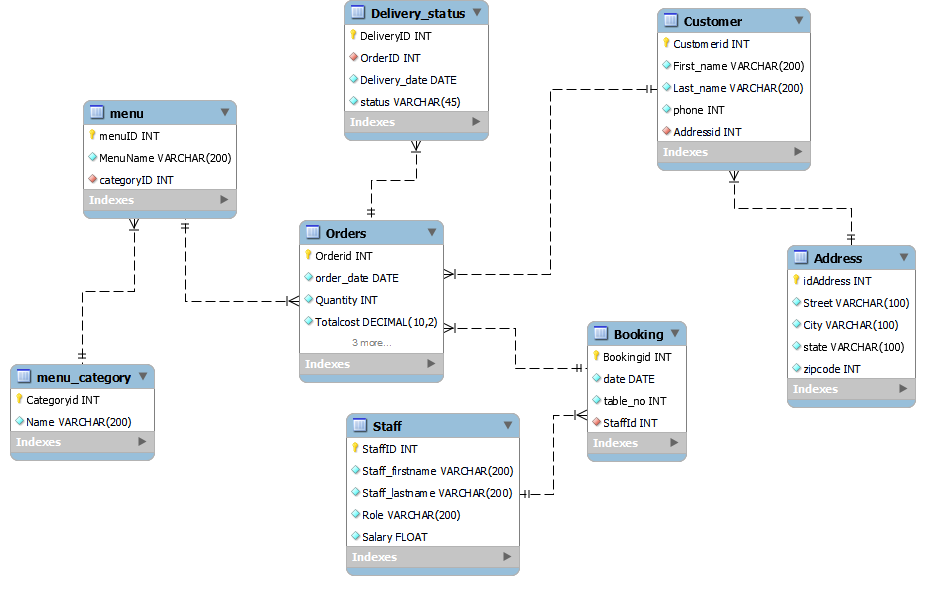 Delivery_status
DeliveryID INT
OrderID INT
Delivery_date DATE
status VARCHAR(45)
Indexes
Customer
Customerid INT
First_name VARCHAR(200)
Last_name VARCHAR(200)
phone INT
Addressid INT
Indexes
menu
menuID INT
MenuName VARCHAR(200)
categoryID INT
Indexes
Orders
Orderid INT
order_date DATE
Quantity INT
Totalcost DECIMAL(10,2)
3 more...
Indexes
Address
idAddress INT
Street VARCHAR(100)
City VARCHAR(100)
state VARCHAR(100)
zipcode INT
Indexes
Booking
Bookingid INT
date DATE
table_no INT
StaffId INT
Indexes
menu_category
Categoryid INT
Name VARCHAR(200)
Indexes
Staff
StaffID INT
Staff_firstname VARCHAR(200)
Staff_lastname VARCHAR(200)
Role VARCHAR(200)
Salary FLOAT
Indexes